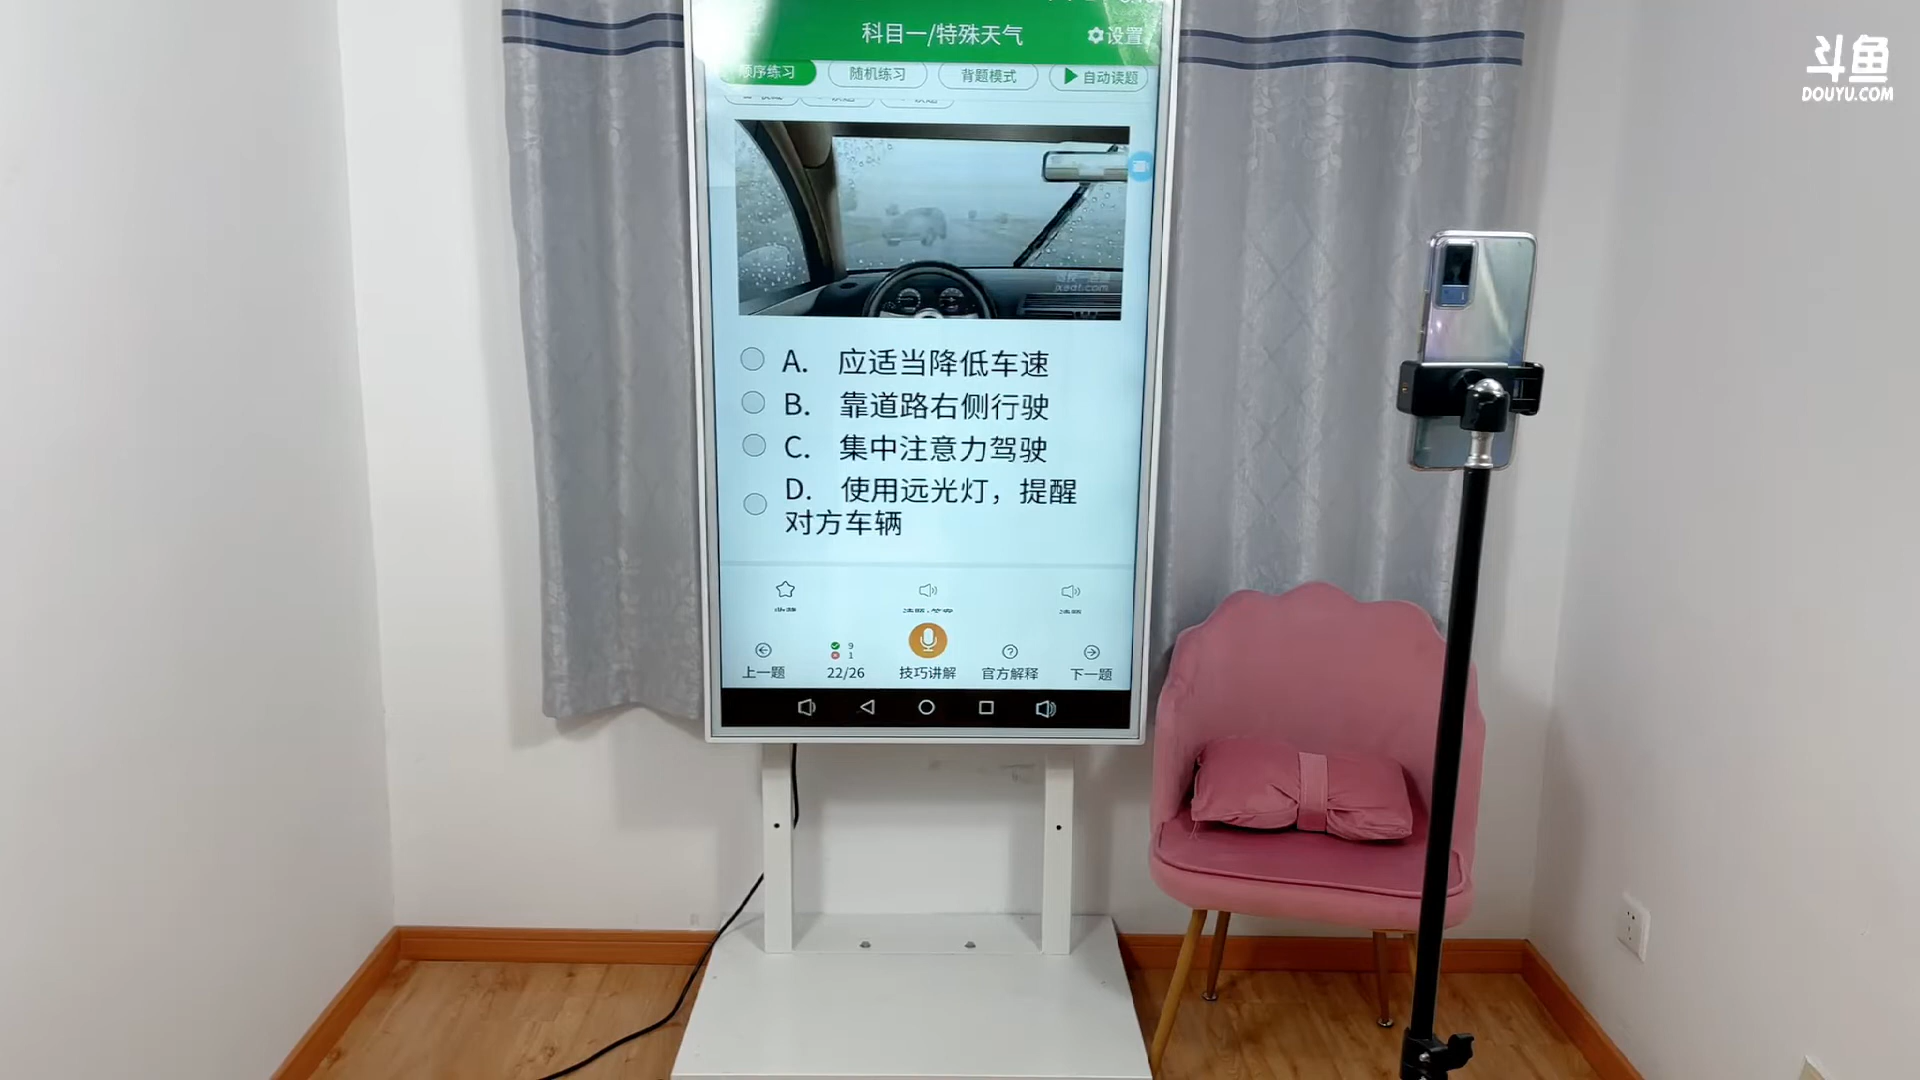 科目一/特殊天气
设置
顺序练习
随机练习
背题模式
自动读题
jxedt.com
A. 应适当降低车速
B. 靠道路右侧行驶
C. 集中注意力驾驶
D. 使用远光灯，提醒
对方车辆
9
1
上一题
22/26
技巧讲解
官方解释
下一题
斗鱼
DOUYU.COM